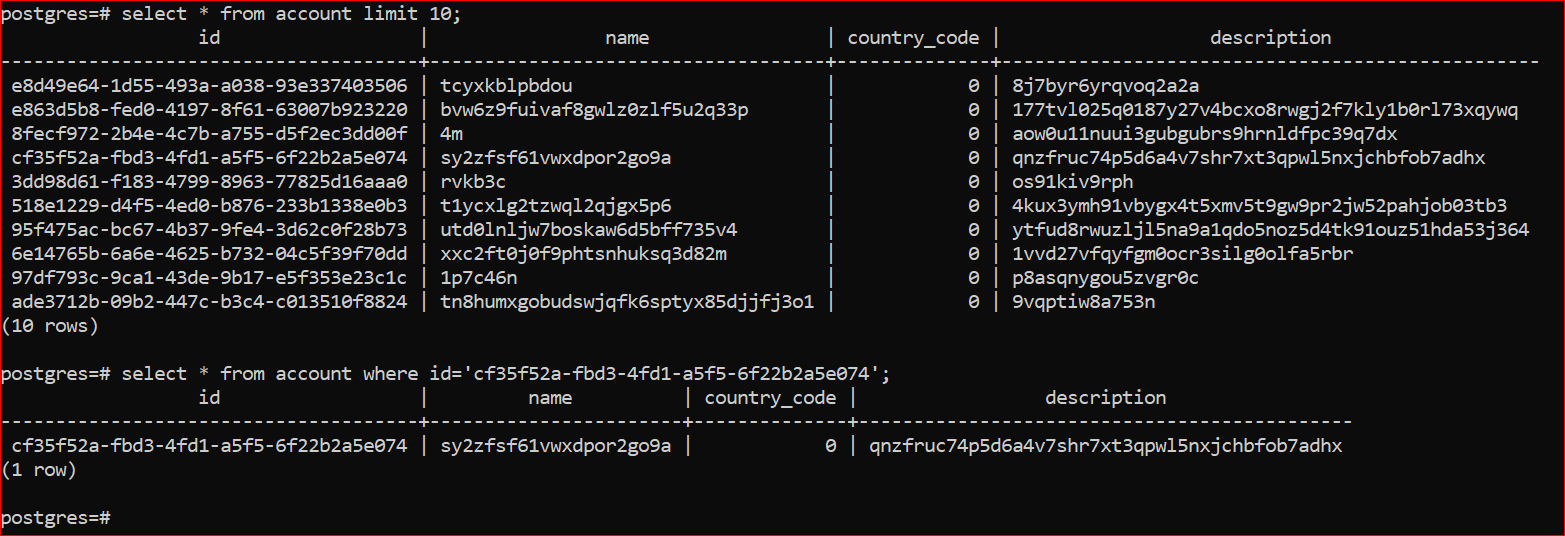 postgres=# select * from account limit 10;
id | name | country_code | description
--------------------------------------+----------------------------------+--------------+-------------------------------------------------
e8d49e64-1d55-493a-a038-93e337403506 | tcyxkblpbdou | 0 | 8j7byr6yrqvoq2a2a
e863d5b8-fed0-4197-8f61-63007b923220 | bvw6z9fuivaf8gwlz0zlf5u2q33p | 0 | 177tvl025q0187y27v4bcxo8rwgj2f7kly1b0rl73xqywq
8fecf972-2b4e-4c7b-a755-d5f2ec3dd00f | 4m | 0 | aow0u11nuui3gubgubrs9hrnldfpc39q7dx
cf35f52a-fbd3-4fd1-a5f5-6f22b2a5e074 | sy2zfsf61vwxdpor2go9a | 0 | qnzfruc74p5d6a4v7shr7xt3qpwl5nxjchbfob7adhx
3dd98d61-f183-4799-8963-77825d16aaa0 | rvkb3c | 0 | os91kiv9rph
518e1229-d4f5-4ed0-b876-233b1338e0b3 | t1ycxlg2tzwql2qjgx5p6 | 0 | 4kux3ymh91vbygx4t5xmv5t9gw9pr2jw52pahjob03tb3
95f475ac-bc67-4b37-9fe4-3d62c0f28b73 | utd0lnljw7boskaw6d5bff735v4 | 0 | ytfud8rwuzljl5na9a1qdo5noz5d4tk91ouz51hda53j364
6e14765b-6a6e-4625-b732-04c5f39f70dd | xxc2ft0j0f9phtsnhuksq3d82m | 0 | 1vvd27vfqyfgm0ocr3silg0olfa5rbr
97df793c-9ca1-43de-9b17-e5f353e23c1c | 1p7c46n | 0 | p8asqnygou5zvgr0c
ade3712b-09b2-447c-b3c4-c013510f8824 | tn8humxgobudswjqfk6sptyx85djjfj3o1 | 0 | 9vqptiw8a753n
(10 rows)
postgres=# select * from account where id='cf35f52a-fbd3-4fd1-a5f5-6f22b2a5e074';
id | name | country_code | description
--------------------------------------+-----------------------+--------------+---------------------------------------------
cf35f52a-fbd3-4fd1-a5f5-6f22b2a5e074 | sy2zfsf61vwxdpor2go9a | 0 | qnzfruc74p5d6a4v7shr7xt3qpwl5nxjchbfob7adhx
(1 row)
postgres=#